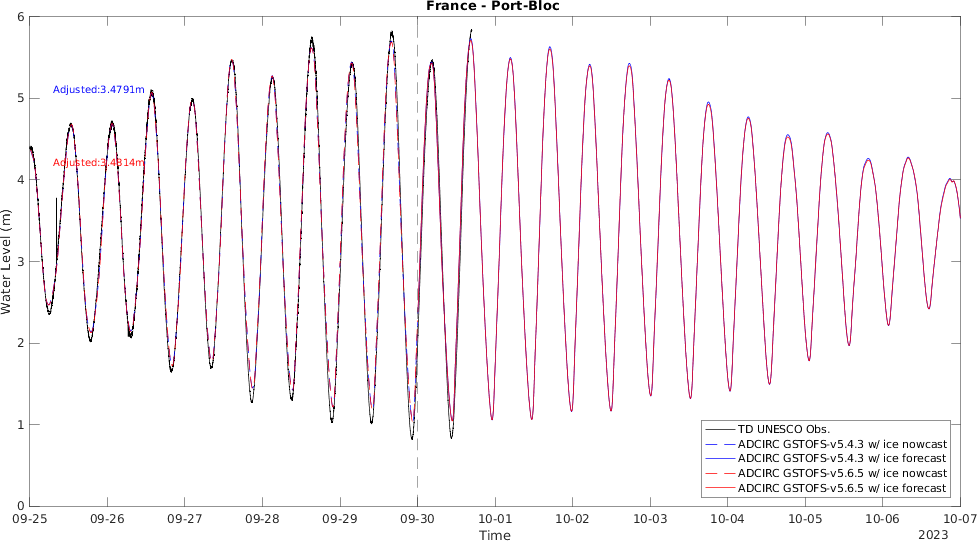 France - Port-Bloc
6
5
4
3
2
1
0
Water Level (m)
Adjusted:3.4791m
Adjusted:3.4314m
TD UNESCO Obs.
ADCIRC GSTOFS-v5.4.3 w/ ice nowcast
ADCIRC GSTOFS-v5.4.3 w/ ice forecast
ADCIRC GSTOFS-v5.6.5 w/ ice nowcast
ADCIRC GSTOFS-v5.6.5 w/ ice forecast
09-25 09-26 09-27 09-28 09-29 09-30 10-01 10-02 10-03 10-04 10-05 10-06 10-07
Time
2023